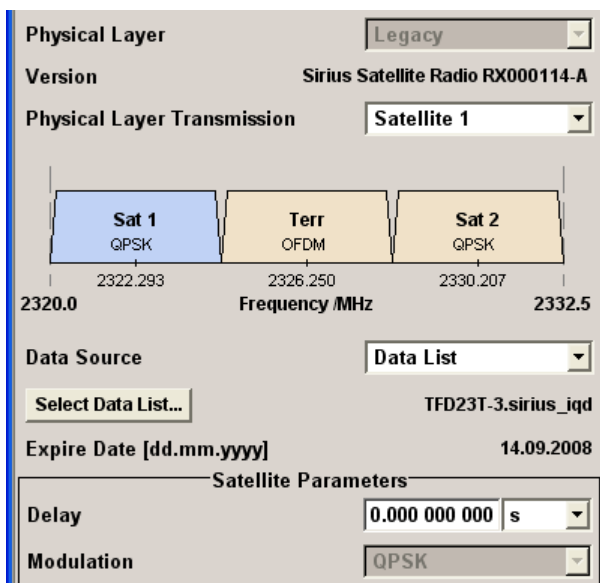 Physical Layer Legacy
Version Sirius Satellite Radio RX000114-A
Physical Layer Transmission Satellite 1
Sat 1 Terr Sat 2
QPSK OFDM QPSK
2322.293 2326.250 2330.207
2320.0 Frequency /MHz 2332.5
Data Source Data List
Select Data List... TFD23T-3.sirius_iqd
Expire Date [dd.mm.yyyy] 14.09.2008
Satellite Parameters
Delay 0.000 000 000 s
Modulation QPSK